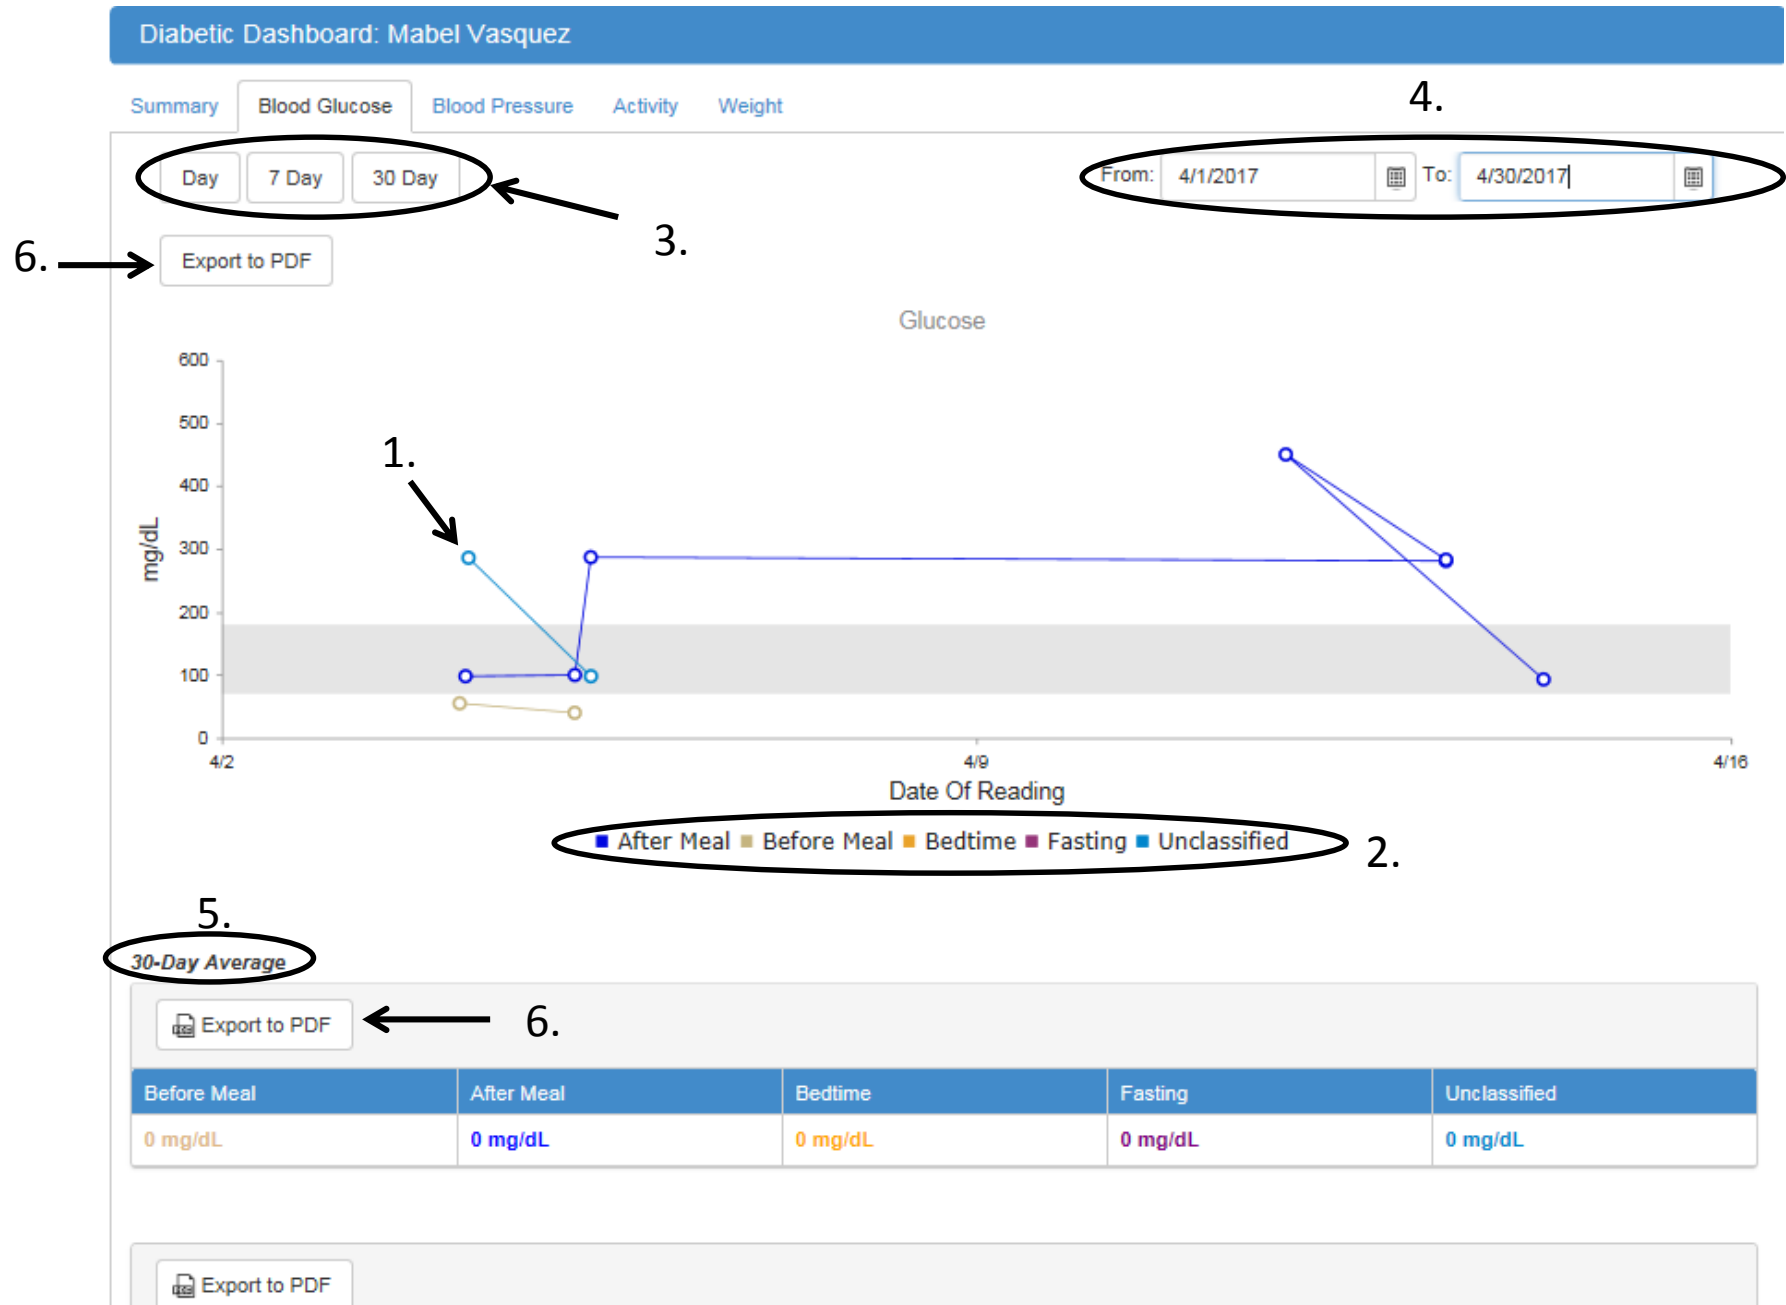 Diabetic Dashboard: Mabel Vasquez
Summary Blood Glucose Blood Pressure Activity Weight
4.
Day 7 Day 30 Day
From: 4/1/2017 To: 4/30/2017
3.
6. Export to PDF
Glucose
600
500
1.
400
300
200
100
0
mg/dL
4/2 4/9 4/16
Date Of Reading
After Meal Before Meal Bedtime Fasting Unclassified
2.
5.
30-Day Average
Export to PDF 6.
Before Meal After Meal Bedtime Fasting Unclassified
0 mg/dL 0 mg/dL 0 mg/dL 0 mg/dL 0 mg/dL
Export to PDF